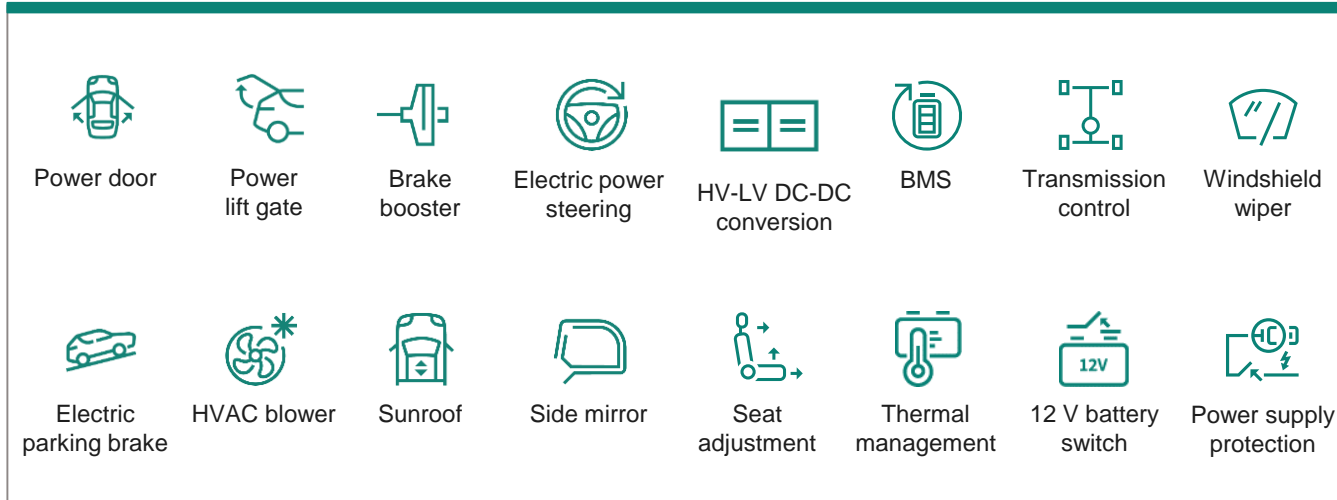 Power door
Power
lift gate
Brake
booster
Electric power
steering
HV-LV DC-DC
conversion
BMS
Transmission
control
Windshield
wiper
12V
Electric
parking brake
HVAC blower
Sunroof
Side mirror
Seat
adjustment
Thermal
management
12 V battery
switch
Power supply
protection